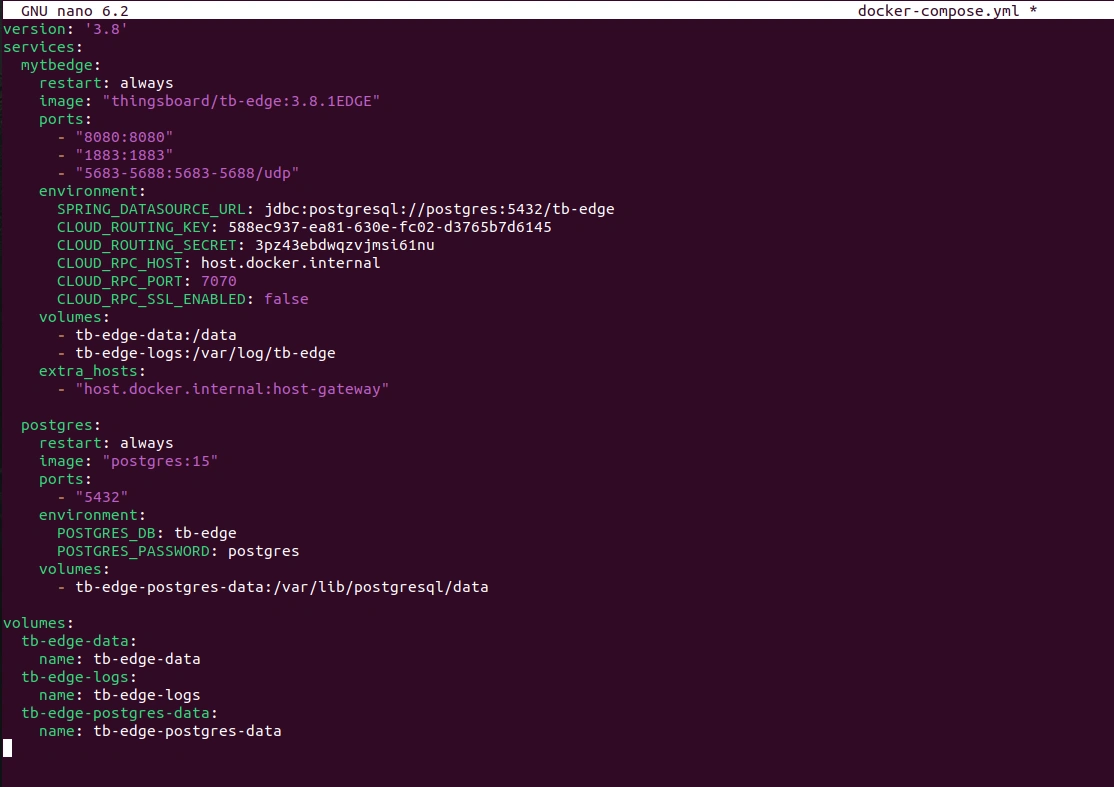 GNU nano 6.2 docker-compose.yml *
version: '3.8'
services:
  mytbedge:
    restart: always
    image: "thingsboard/tb-edge:3.8.1EDGE"
    ports:
      - "8080:8080"
      - "1883:1883"
      - "5683-5688:5683-5688/udp"
    environment:
      SPRING_DATASOURCE_URL: jdbc:postgresql://postgres:5432/tb-edge
      CLOUD_ROUTING_KEY: 588ec937-ea81-630e-fc02-d3765b7d6145
      CLOUD_ROUTING_SECRET: 3pz43ebdwqzvjmsi61nu
      CLOUD_RPC_HOST: host.docker.internal
      CLOUD_RPC_PORT: 7070
      CLOUD_RPC_SSL_ENABLED: false
    volumes:
      - tb-edge-data:/data
      - tb-edge-logs:/var/log/tb-edge
    extra_hosts:
      - "host.docker.internal:host-gateway"
  postgres:
    restart: always
    image: "postgres:15"
    ports:
      - "5432"
    environment:
      POSTGRES_DB: tb-edge
      POSTGRES_PASSWORD: postgres
    volumes:
      - tb-edge-postgres-data:/var/lib/postgresql/data
volumes:
  tb-edge-data:
    name: tb-edge-data
  tb-edge-logs:
    name: tb-edge-logs
  tb-edge-postgres-data:
    name: tb-edge-postgres-data